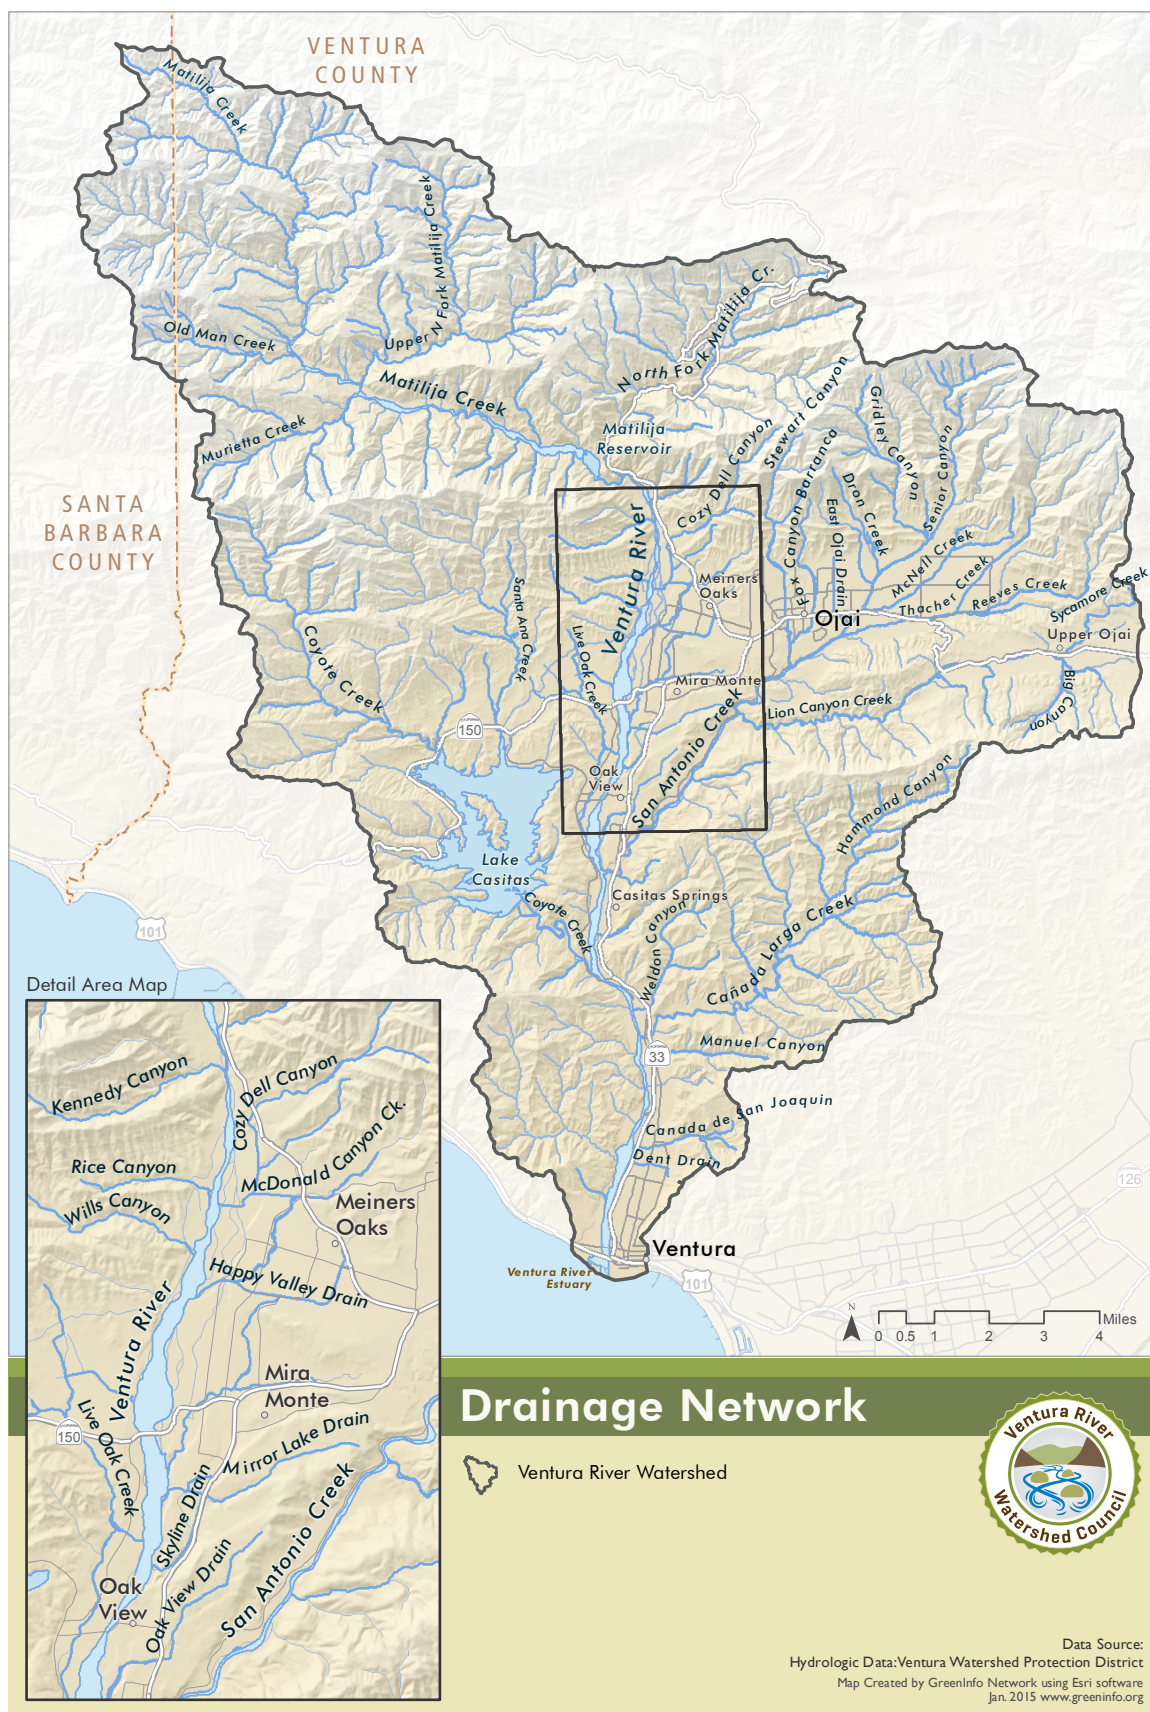 VENTURA
COUNTY
Matilija Creek
Upper N Fork Matilija Creek
North Fork Matilija Cr.
Old Man Creek
Matilija Creek
Murietta Creek
Matilija
Reservoir
Cozy Dell Canyon
Stewart Canyon
Gridley Canyon
Senior Canyon
Fox Canyon Barranca
Dron Creek
East Ojai Drain
McNell Creek
Thacher Creek
Reeves Creek
Sycamore Creek
SANTA
BARBARA
COUNTY
Ventura River
Meiners
Oaks
Ojai
Upper Ojai
Santa Ana Creek
Live Oak Creek
Coyote Creek
Mira Monte
Lion Canyon Creek
Big Canyon
CALIFORNIA
150
San Antonio Creek
Oak
View
Hammond Canyon
Lake
Casitas
Casitas Springs
Coyote Creek
Weldon Canyon
Cañada Larga Creek
101
Manuel Canyon
CALIFORNIA
33
Canada de San Joaquin
Dent Drain
126
Ventura
Ventura River
Estuary
101
N
0 0.5 1 2 3 4 Miles
Detail Area Map
Kennedy Canyon
Cozy Dell Canyon
McDonald Canyon Ck.
Rice Canyon
Wills Canyon
Meiners
Oaks
Happy Valley Drain
Ventura River
Mira
Monte
Live Oak Creek
CALIFORNIA
150
Mirror Lake Drain
Skyline Drain
San Antonio Creek
Oak View Drain
Oak
View
Drainage Network
Ventura River Watershed
Ventura River
Watershed Council
Data Source:
Hydrologic Data:Ventura Watershed Protection District
Map Created by GreenInfo Network using Esri software
Jan. 2015 www.greeninfo.org